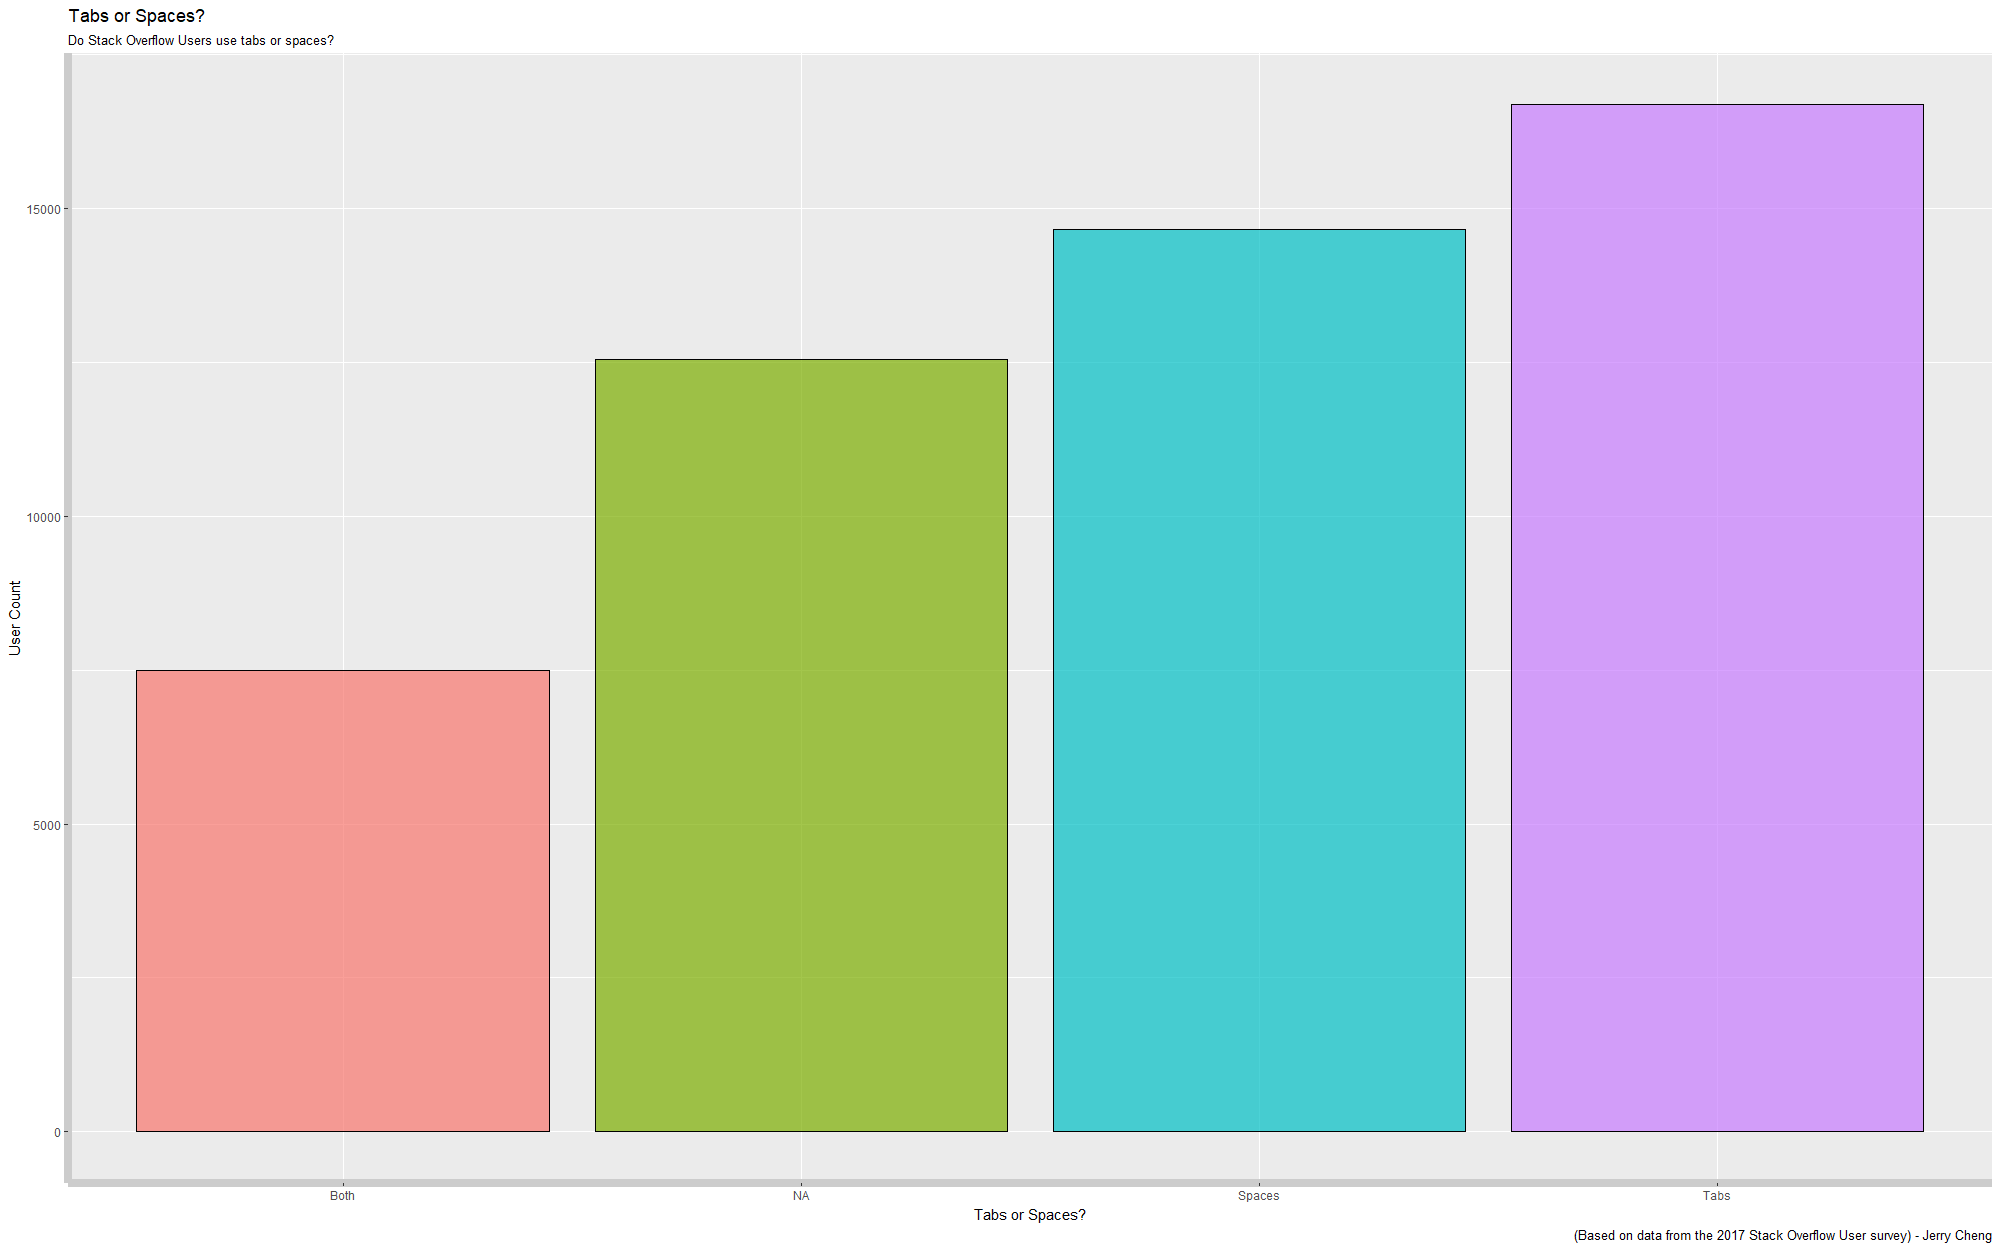 Tabs or Spaces?
Do Stack Overflow Users use tabs or spaces?
User Count
15000
10000
5000
0
Both NA Spaces Tabs
Tabs or Spaces?
(Based on data from the 2017 Stack Overflow User survey) - Jerry Cheng